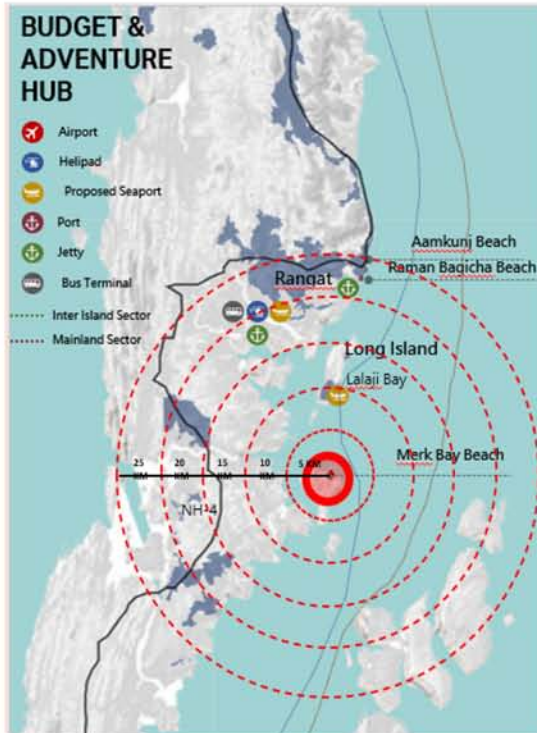 BUDGET &
ADVENTURE
HUB
Airport
Helipad
Proposed Seaport
Port
Jetty
Bus Terminal
Inter Island Sector
Mainland Sector
Aamkunj Beach
Raman Bagicha Beach
Rangat
Long Island
Lalaji Bay
Merk Bay Beach
25 KM
20 KM
15 KM
10 KM
5 KM
NH-4